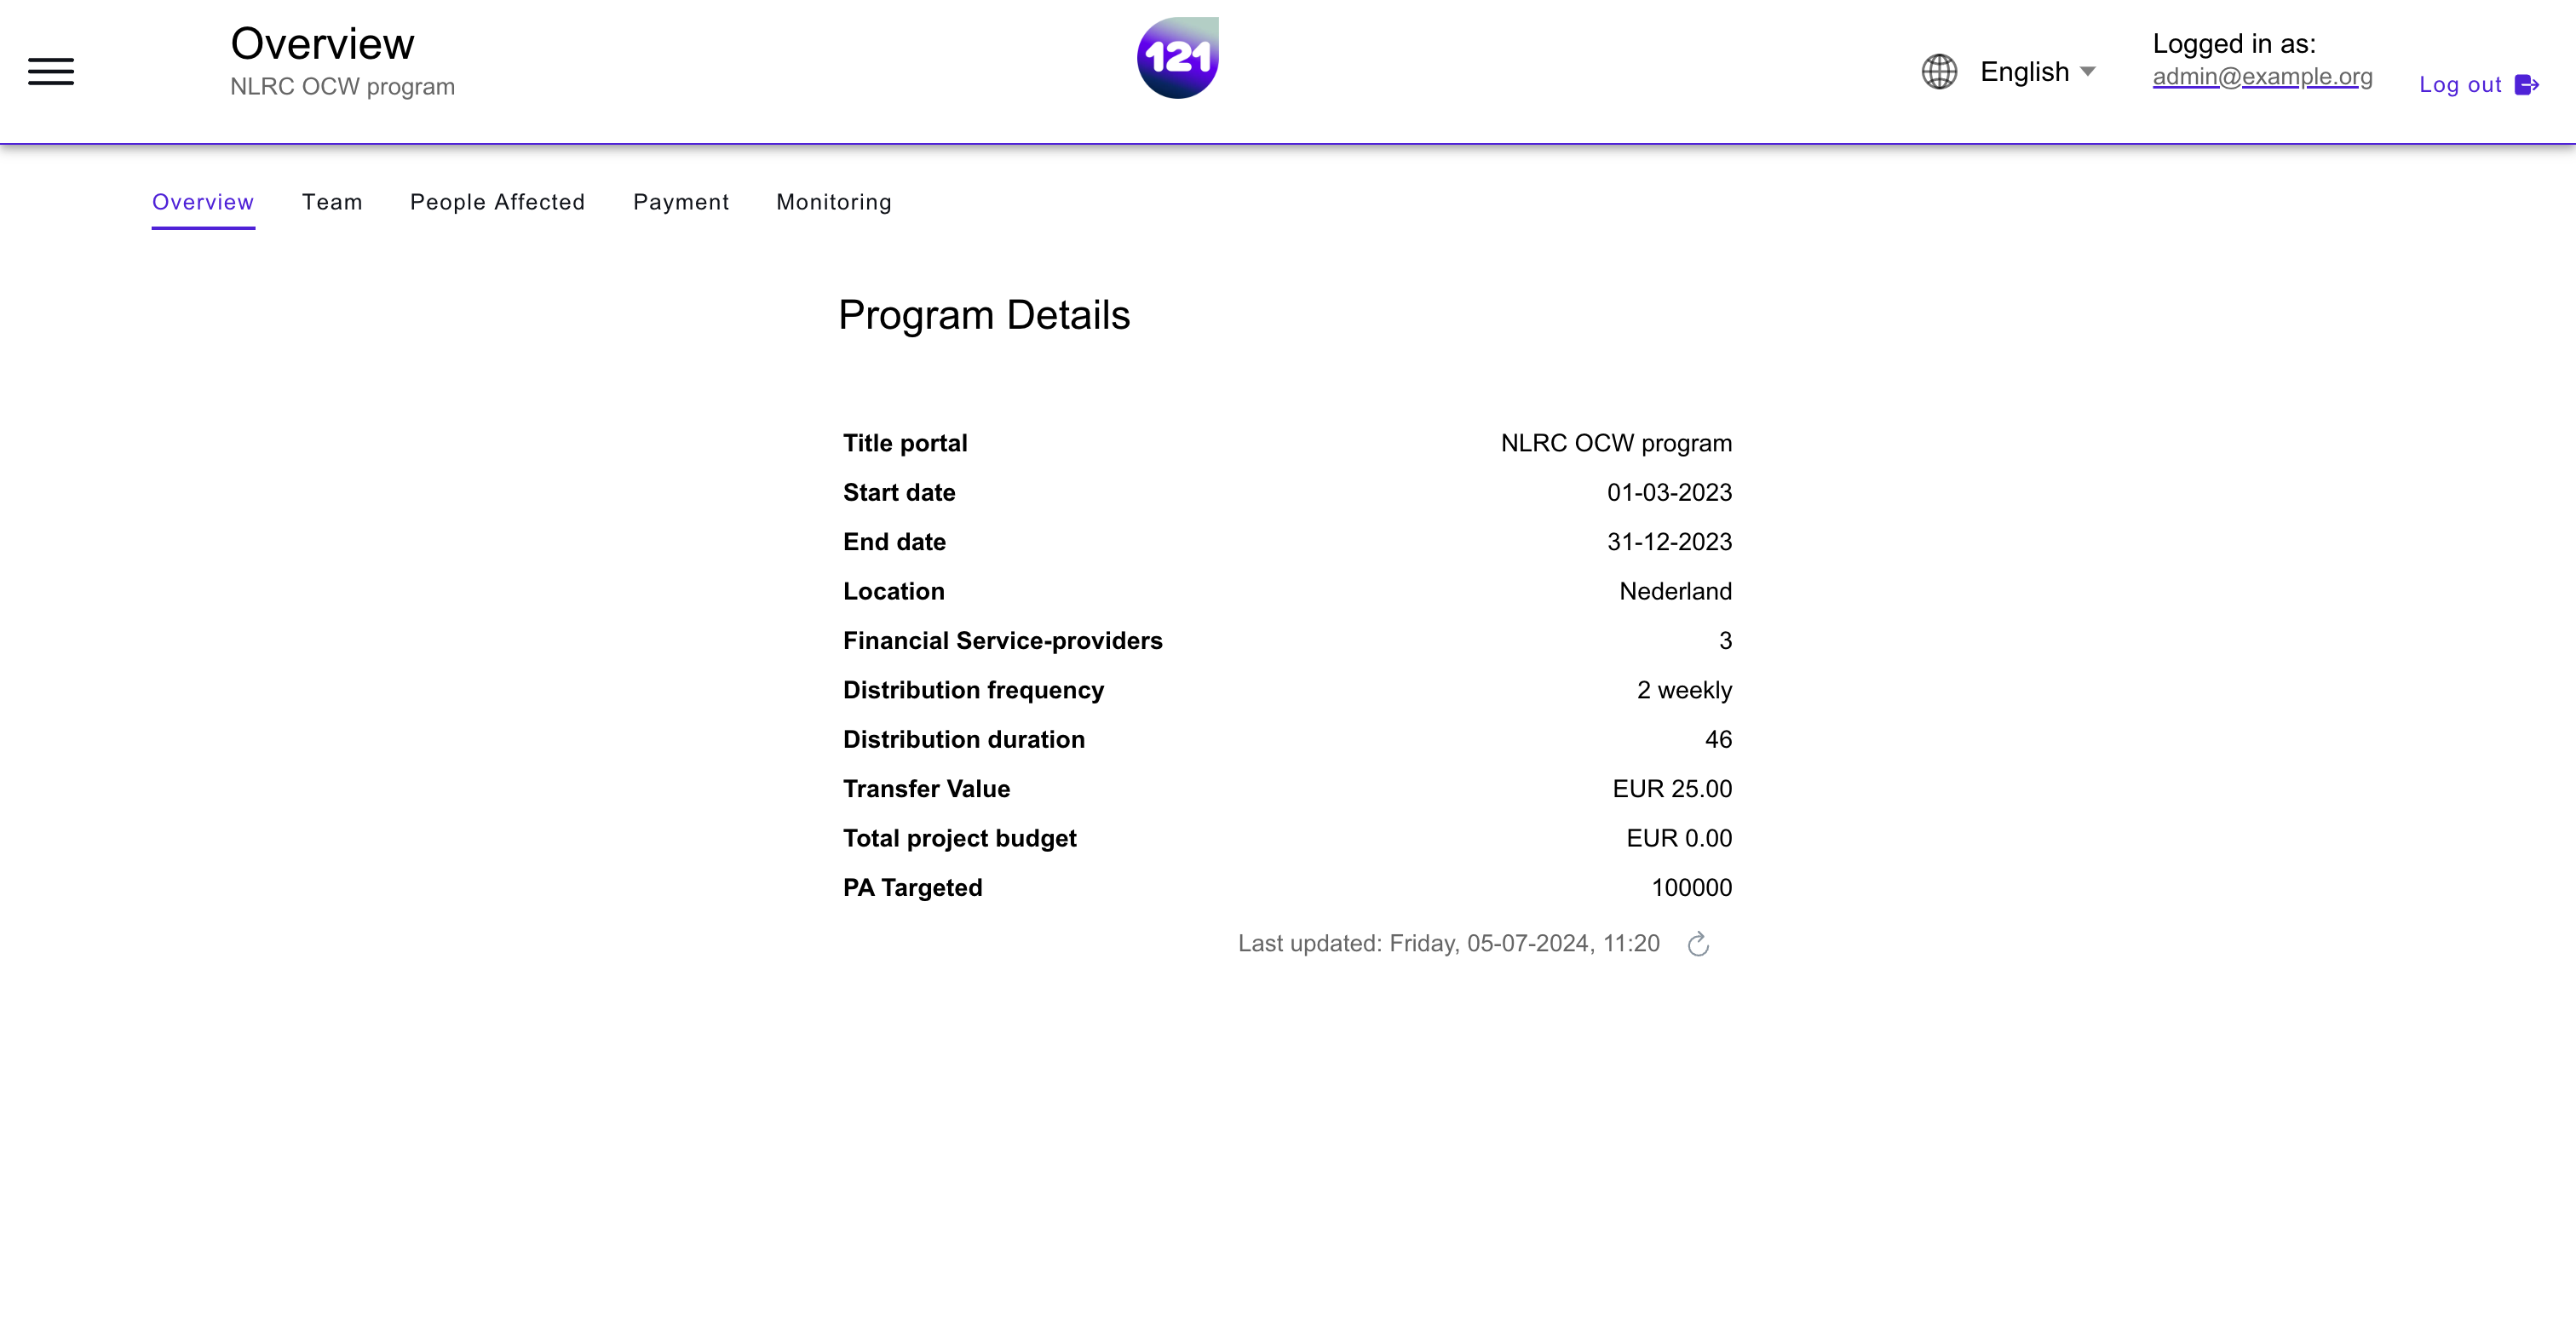 Overview
NLRC OCW program
121
English
Logged in as:
admin@example.org
Log out
Overview
Team
People Affected
Payment
Monitoring
Program Details
Title portal NLRC OCW program
Start date 01-03-2023
End date 31-12-2023
Location Nederland
Financial Service-providers 3
Distribution frequency 2 weekly
Distribution duration 46
Transfer Value EUR 25.00
Total project budget EUR 0.00
PA Targeted 100000
Last updated: Friday, 05-07-2024, 11:20